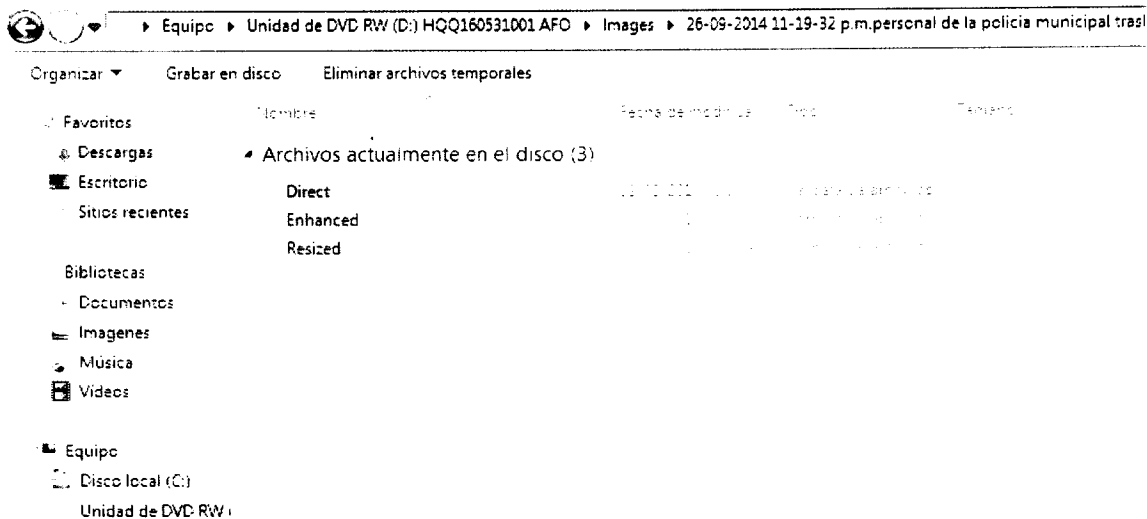 Equipo ▸ Unidad de DVD RW (D:) HQQ160531001 AFO ▸ Images ▸ 26-09-2014 11-19-32 p.m.personal de la policia municipal trasl
Organizar ▾ Grabar en disco Eliminar archivos temporales
Nombre Tipo Tamaño
Favoritos
Descargas
Archivos actualmente en el disco (3)
Escritorio
Direct
Sitios recientes
Enhanced
Resized
Bibliotecas
Documentos
Imagenes
Música
Videos
Equipo
Disco local (C:)
Unidad de DVD RW (